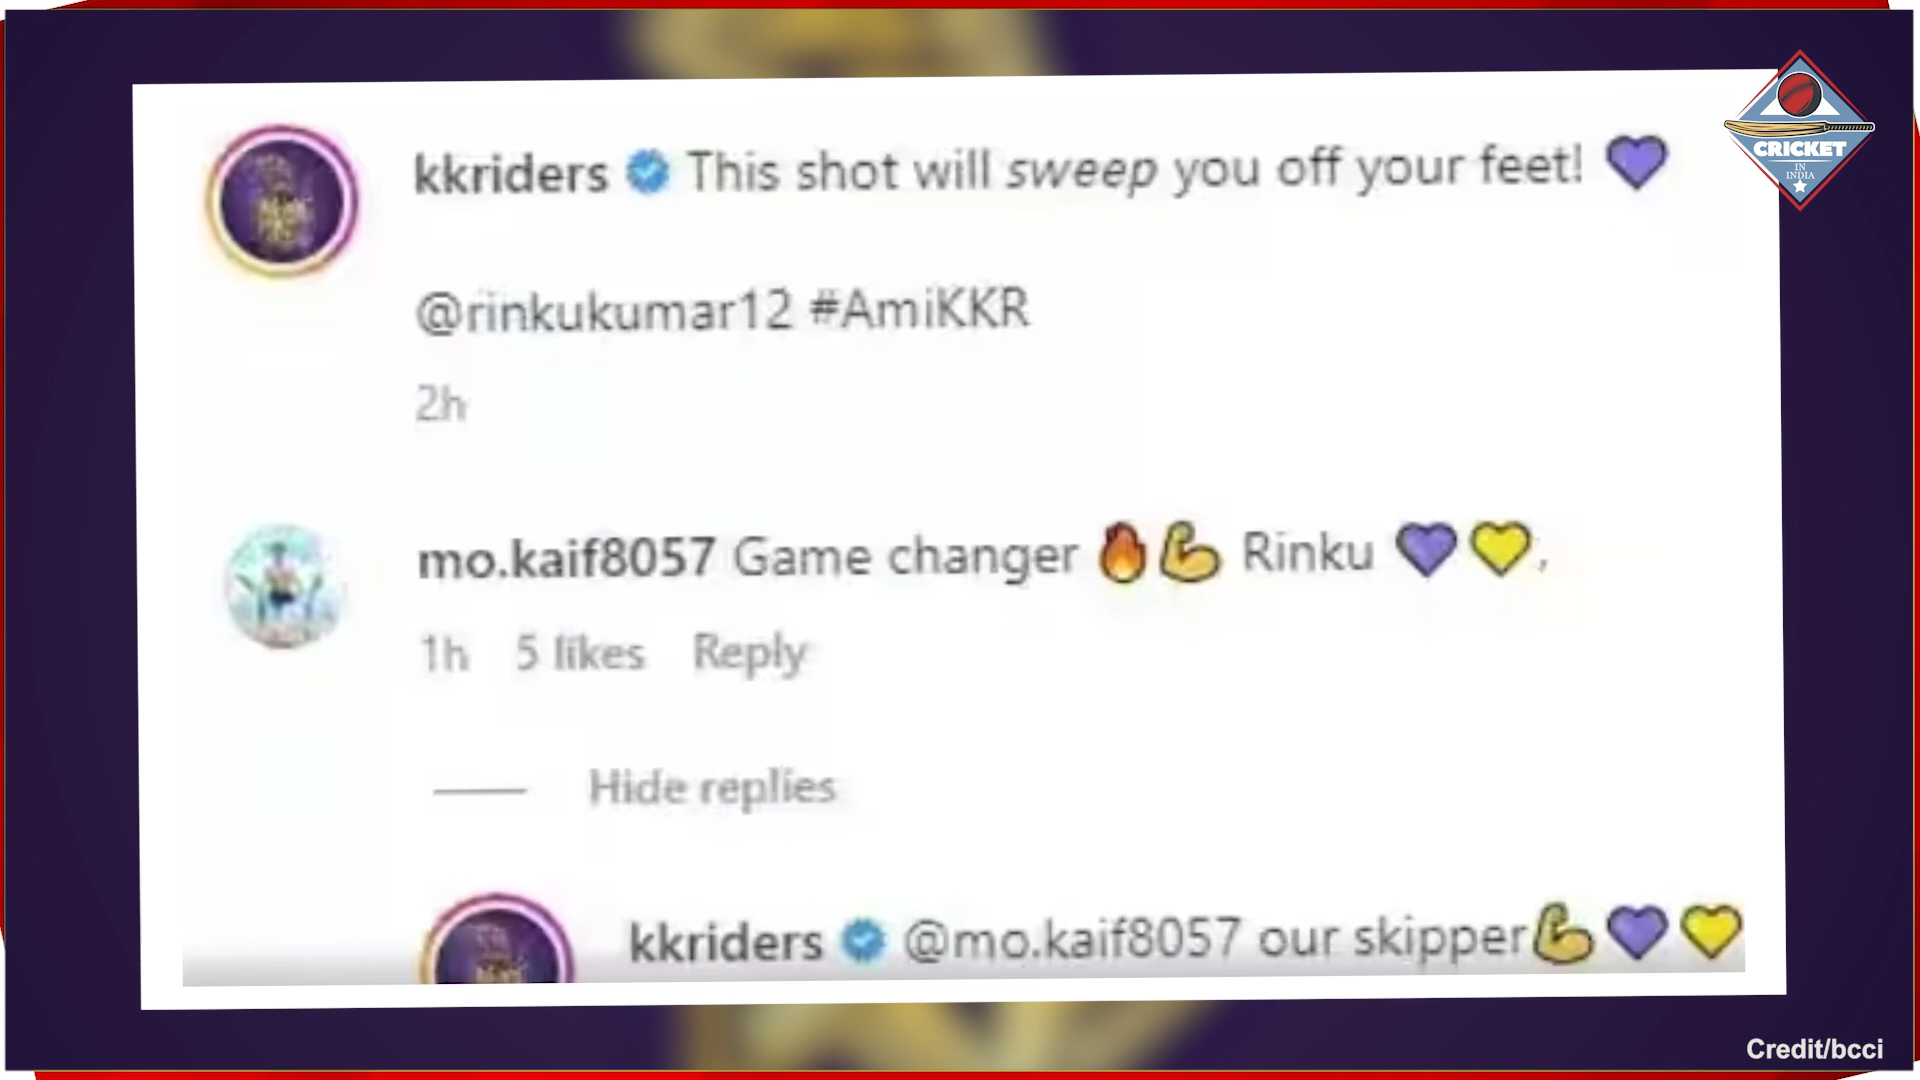 kkriders This shot will sweep you off your feet! 💜
@rinkukumar12 #AmiKKR
2h
mo.kaif8057 Game changer 🔥💪 Rinku 💜💛,
1h 5 likes Reply
Hide replies
kkriders @mo.kaif8057 our skipper💪💜💛
CRICKET
IN
INDIA
Credit/bcci